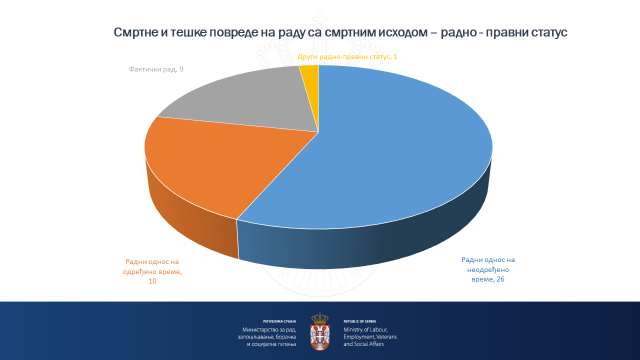 Смртне и тешке повреде на раду са смртним исходом – радно - правни статус
Други радно-правни статус, 1
Фактички рад, 9
Радни однос на
одређено време,
10
Радни однос на
неодређено
време, 26
РЕПУБЛИКА СРБИЈА
Министарство за рад,
запошљавање, борачка
и социјална питања
REPUBLIC OF SERBIA
Ministry of Labour,
Employment, Veterans
and Social Affairs